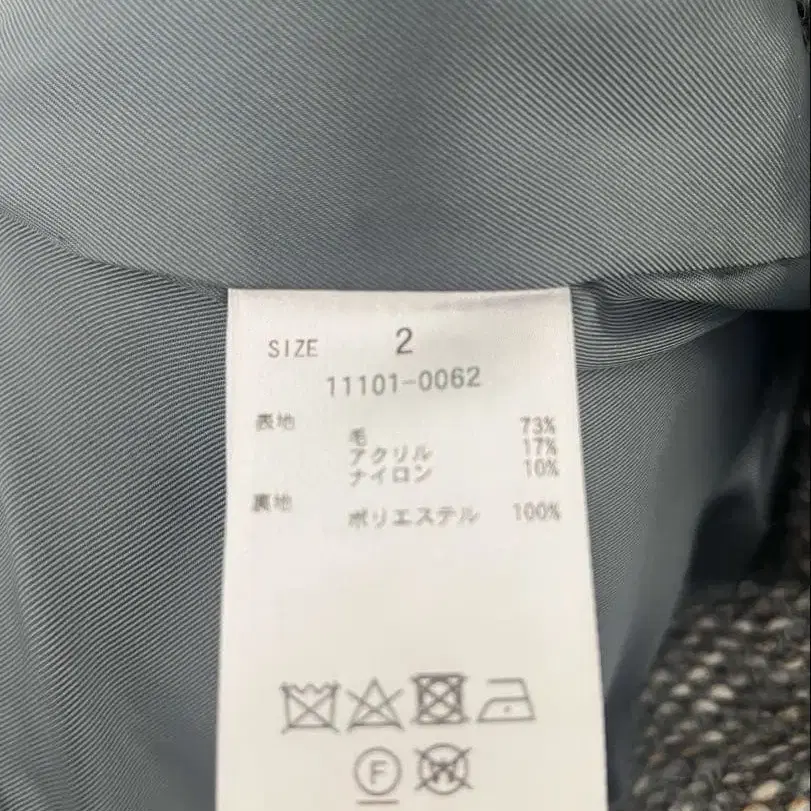 SIZE 2
11101-0062
表地
毛 73%
アクリル 17%
ナイロン 10%
裏地
ポリエステル 100%
F
W